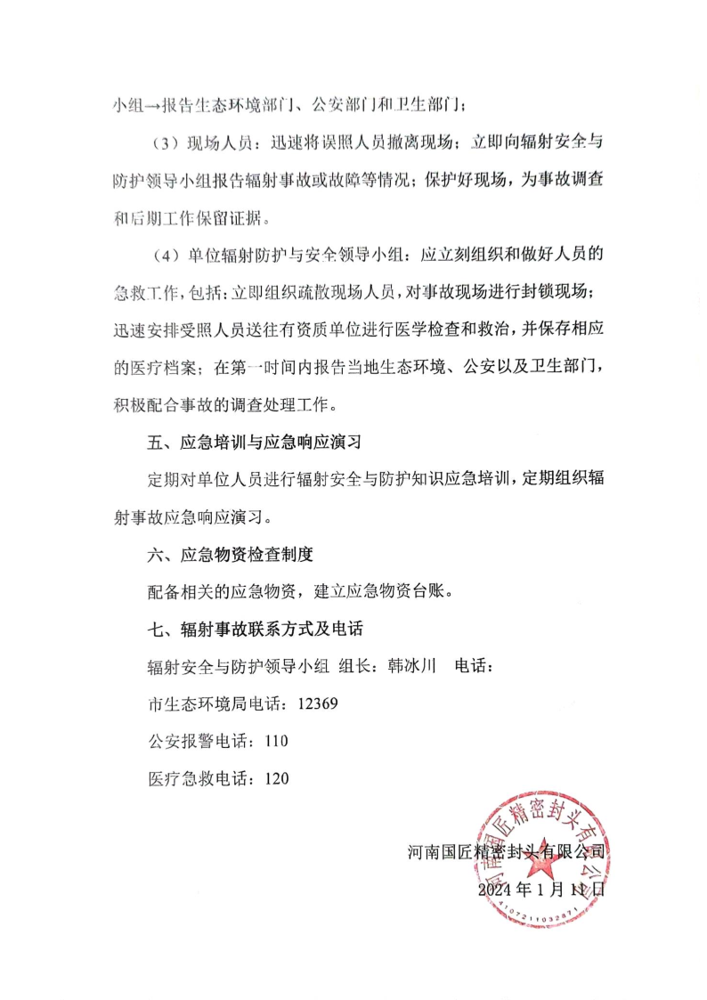 小组→报告生态环境部门、公安部门和卫生部门；
（3）现场人员：迅速将误照人员撤离现场；立即向辐射安全与
防护领导小组报告辐射事故或故障等情况；保护好现场，为事故调查
和后期工作保留证据。
（4）单位辐射防护与安全领导小组：应立刻组织和做好人员的
急救工作，包括：立即组织疏散现场人员，对事故现场进行封锁现场；
迅速安排受照人员送往有资质单位进行医学检查和救治，并保存相应
的医疗档案；在第一时间内报告当地生态环境、公安以及卫生部门，
积极配合事故的调查处理工作。
五、应急培训与应急响应演习
定期对单位人员进行辐射安全与防护知识应急培训，定期组织辐
射事故应急响应演习。
六、应急物资检查制度
配备相关的应急物资，建立应急物资台账。
七、辐射事故联系方式及电话
辐射安全与防护领导小组 组长：韩冰川 电话：
市生态环境局电话：12369
公安报警电话：110
医疗急救电话：120
河南国匠精密封头有限公司
2024 年 1 月 11 日
河南国匠精密封头有限公司
4107211032871